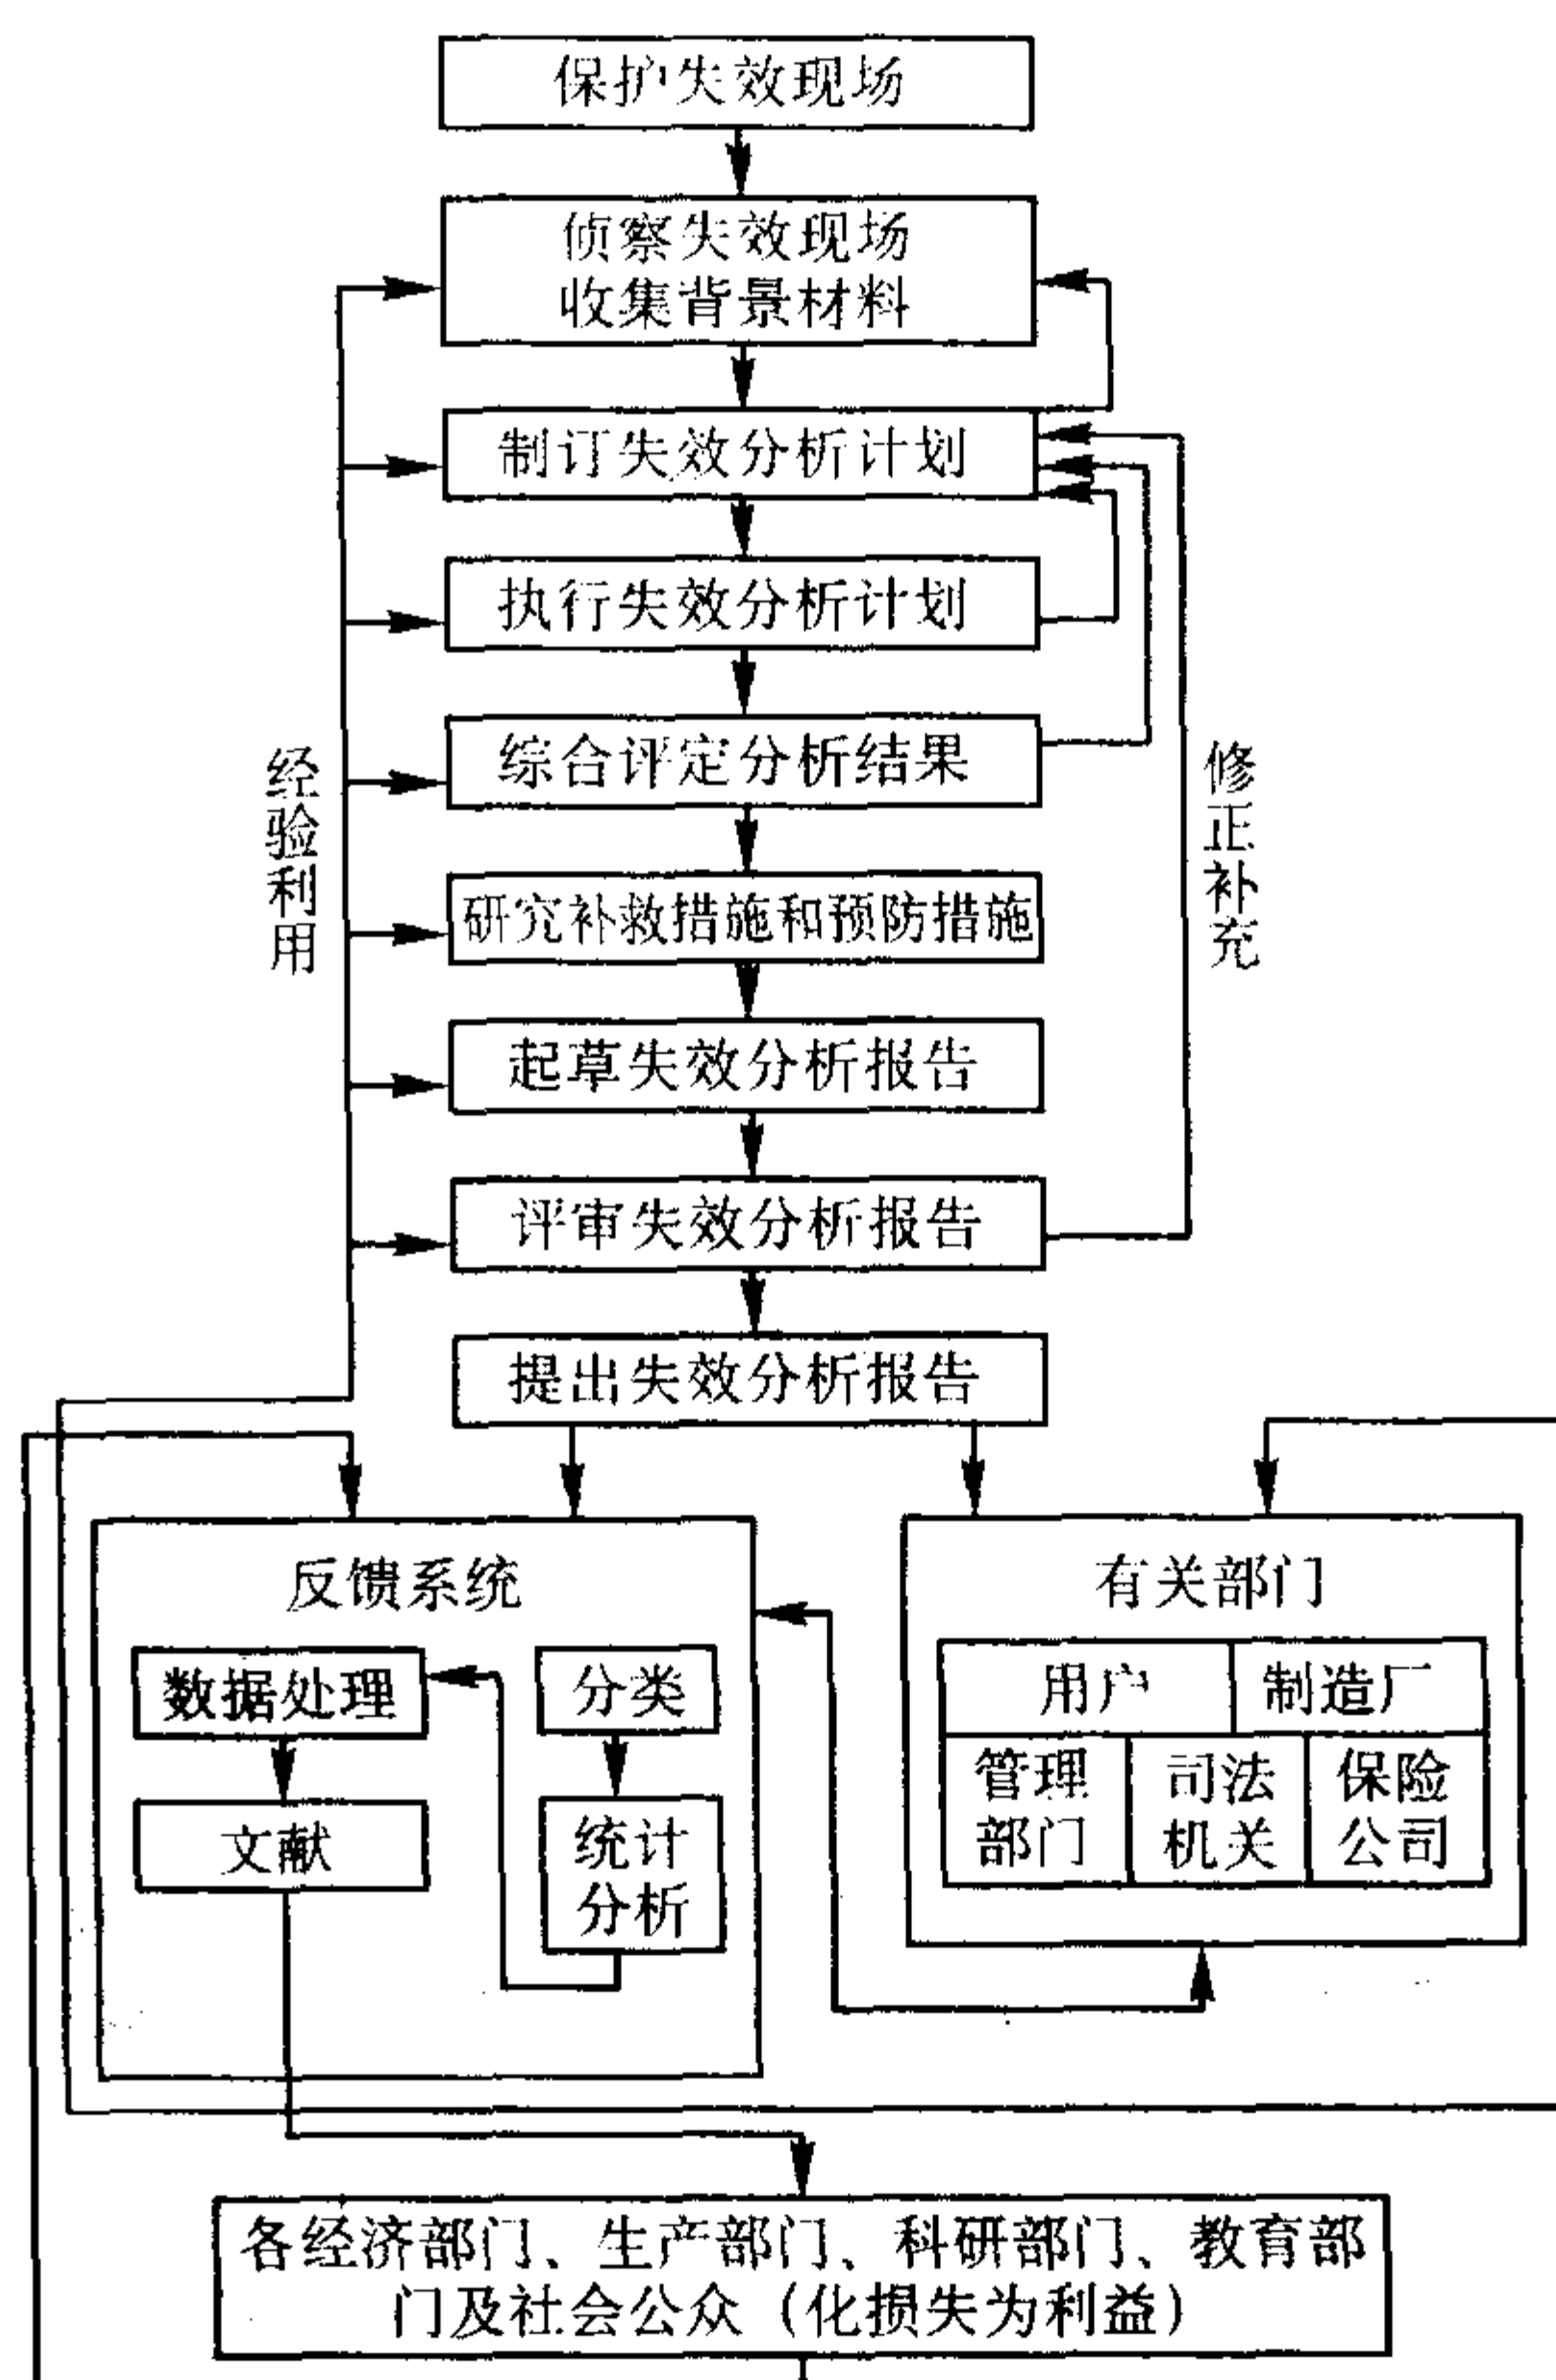 保护失效现场
侦察失效现场
收集背景材料
制订失效分析计划
执行失效分析计划
综合评定分析结果
经验利用
修正补充
研究补救措施和预防措施
起草失效分析报告
评审失效分析报告
提出失效分析报告
反馈系统
数据处理
分类
文献
统计
分析
有关部门
用户
制造厂
管理
部门
司法
机关
保险
公司
各经济部门、生产部门、科研部门、教育部
门及社会公众（化损失为利益）